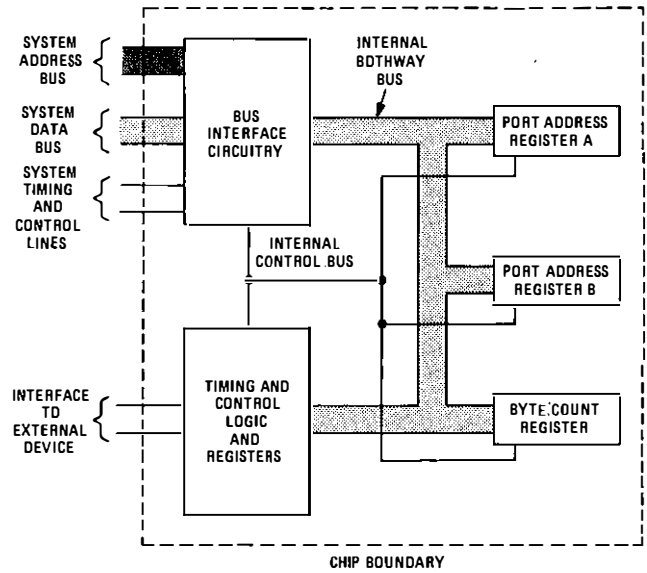 SYSTEM
ADDRESS
BUS
SYSTEM
DATA
BUS
SYSTEM
TIMING
AND
CONTROL
LINES
INTERFACE
TD
EXTERNAL
DEVICE
BUS
INTERFACE
CIRCUITRY
INTERNAL
BDTHWAY
BUS
INTERNAL
CONTROL BUS
TIMING AND
CONTROL
LOGIC
AND
REGISTERS
PORT ADDRESS
REGISTER A
PORT ADDRESS
REGISTER B
BYTE COUNT
REGISTER
CHIP BOUNDARY